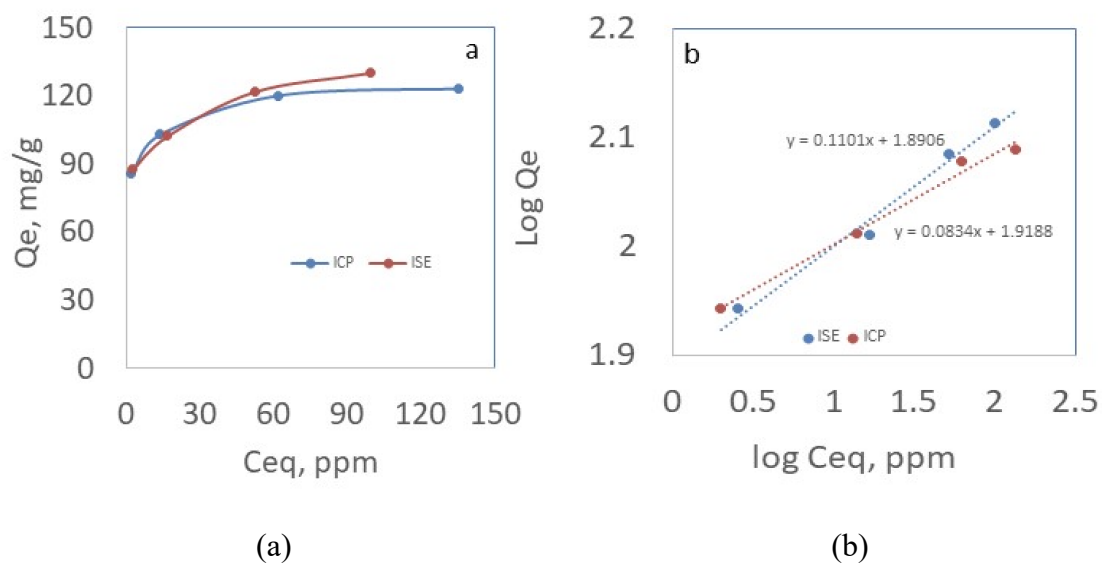 150
120
90
60
30
0
Qe, mg/g
a
ICP ISE
0 30 60 90 120 150
Ceq, ppm
(a)
2.2
2.1
2
1.9
Log Qe
b
y = 0.1101x + 1.8906
y = 0.0834x + 1.9188
ISE ICP
0 0.5 1 1.5 2 2.5
log Ceq, ppm
(b)